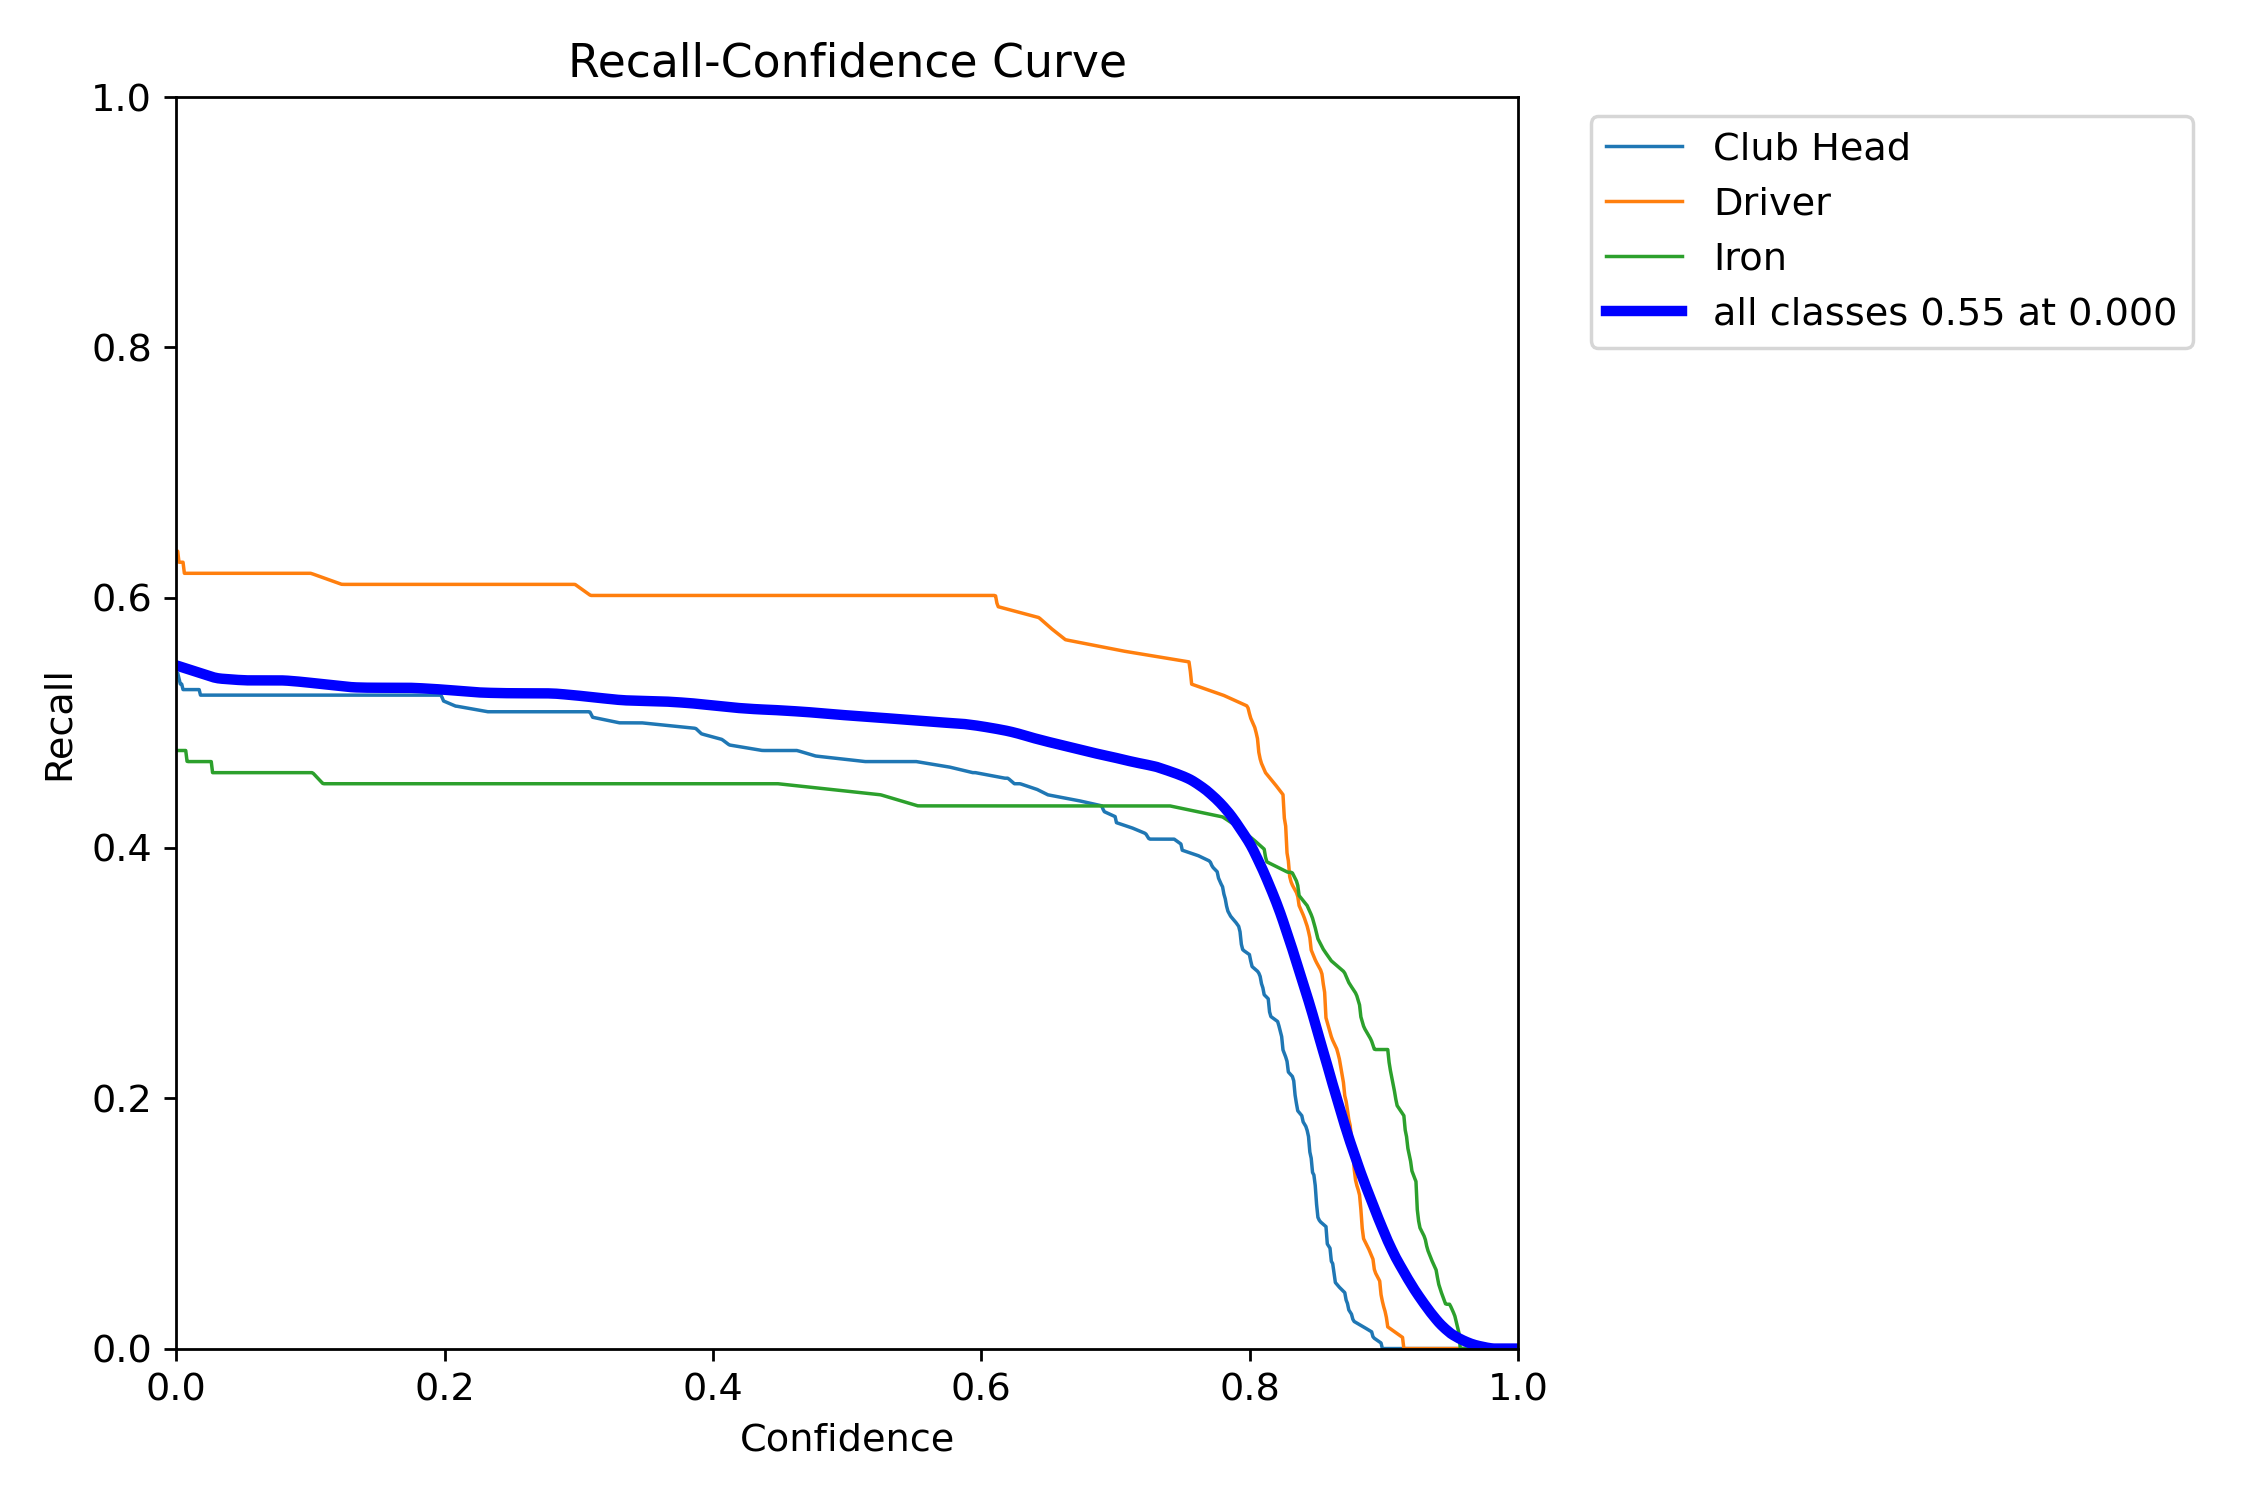 Recall-Confidence Curve
1.0
0.8
0.6
0.4
0.2
0.0
Recall
0.0 0.2 0.4 0.6 0.8 1.0
Confidence
Club Head
Driver
Iron
all classes 0.55 at 0.000